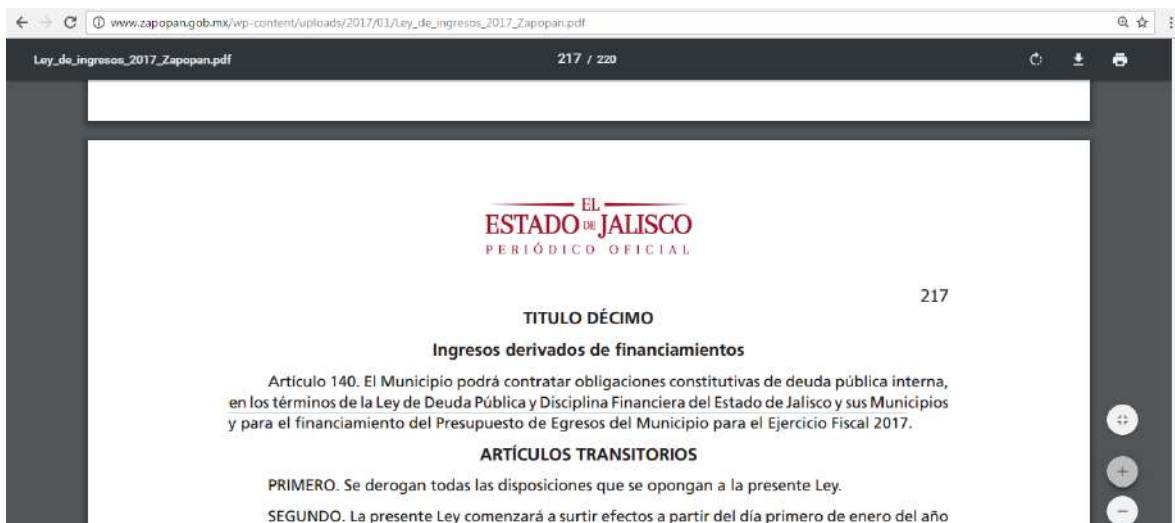 www.zapopan.gob.mx/wp-content/uploads/2017/01/Ley_de_ingresos_2017_Zapopan.pdf
Ley_de_ingresos_2017_Zapopan.pdf 217 / 220
EL
ESTADO DE JALISCO
PERIÓDICO OFICIAL
217
TITULO DÉCIMO
Ingresos derivados de financiamientos
Artículo 140. El Municipio podrá contratar obligaciones constitutivas de deuda pública interna,
en los términos de la Ley de Deuda Pública y Disciplina Financiera del Estado de Jalisco y sus Municipios
y para el financiamiento del Presupuesto de Egresos del Municipio para el Ejercicio Fiscal 2017.
ARTÍCULOS TRANSITORIOS
PRIMERO. Se derogan todas las disposiciones que se opongan a la presente Ley.
SEGUNDO. La presente Ley comenzará a surtir efectos a partir del día primero de enero del año